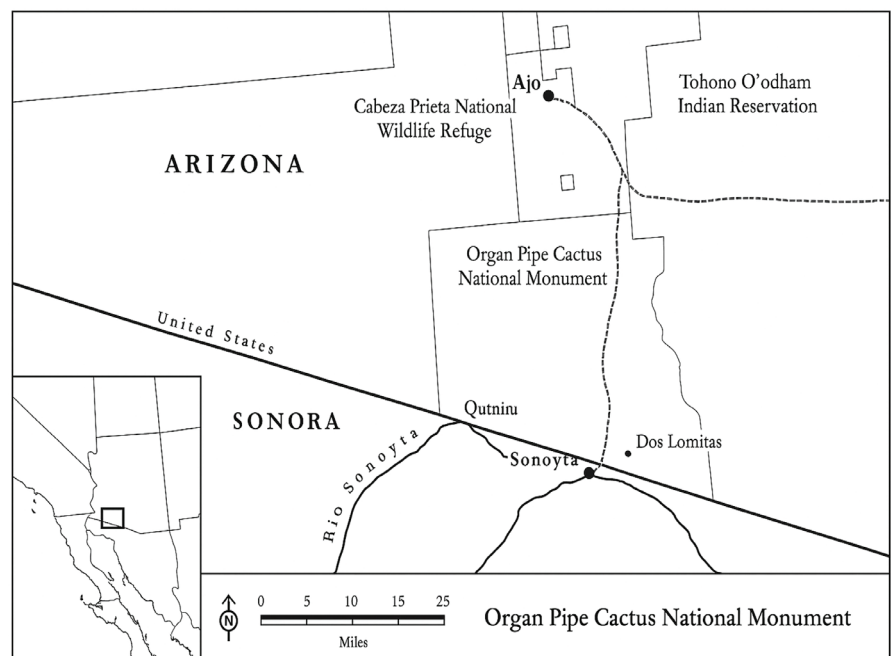 Ajo
Tohono O'odham
Indian Reservation
Cabeza Prieta National
Wildlife Refuge
ARIZONA
Organ Pipe Cactus
National Monument
United States
Qutniu
SONORA
Rio Sonoyta
Sonoyta
Dos Lomitas
N
0 5 10 15 25
Miles
Organ Pipe Cactus National Monument